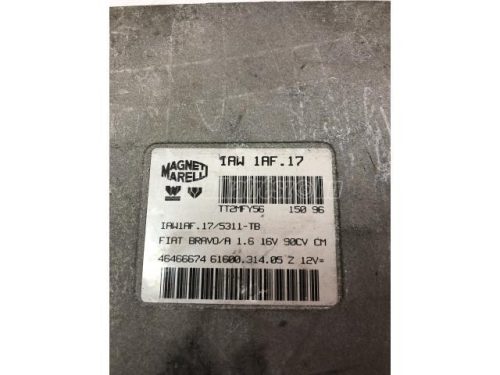 MAGNETI
MARELLI
IAW 1AF.17
TT2MFY56 150 96
IAW1AF.17/5311-TB
FIAT BRAVO/A 1.6 16V 90CV CM
46466674 61600.314.05 Z 12V=